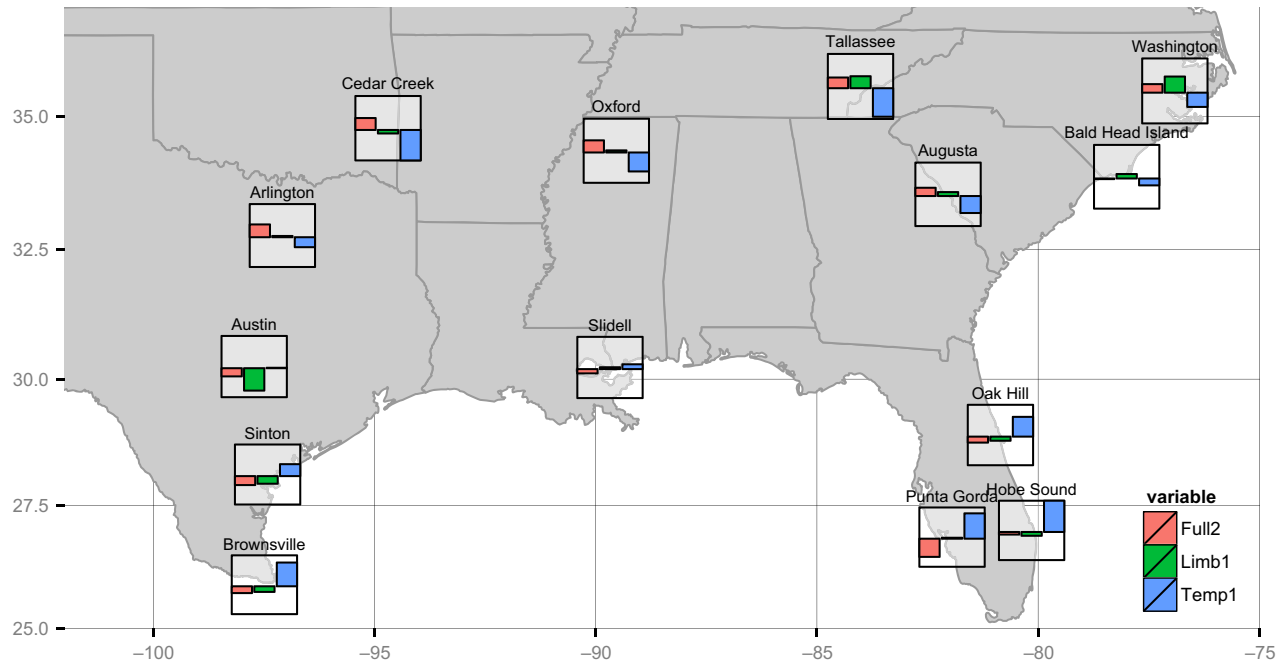 Tallassee
Washington
Cedar Creek
Oxford
35.0
Bald Head Island
Augusta
Arlington
32.5
Austin
Slidell
30.0
Oak Hill
Sinton
Punta Gorda
Hobe Sound
variable
27.5
Full2
Brownsville
Limb1
Temp1
25.0
−100
−95
−90
−85
−80
−75